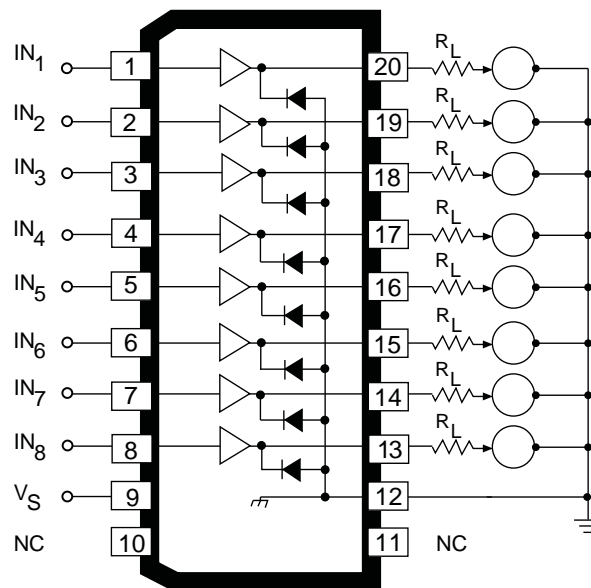 IN1 1 20 RL
IN2 2 19 RL
IN3 3 18 RL
IN4 4 17 RL
IN5 5 16 RL
IN6 6 15 RL
IN7 7 14 RL
IN8 8 13 RL
VS 9 12
NC 10 11 NC